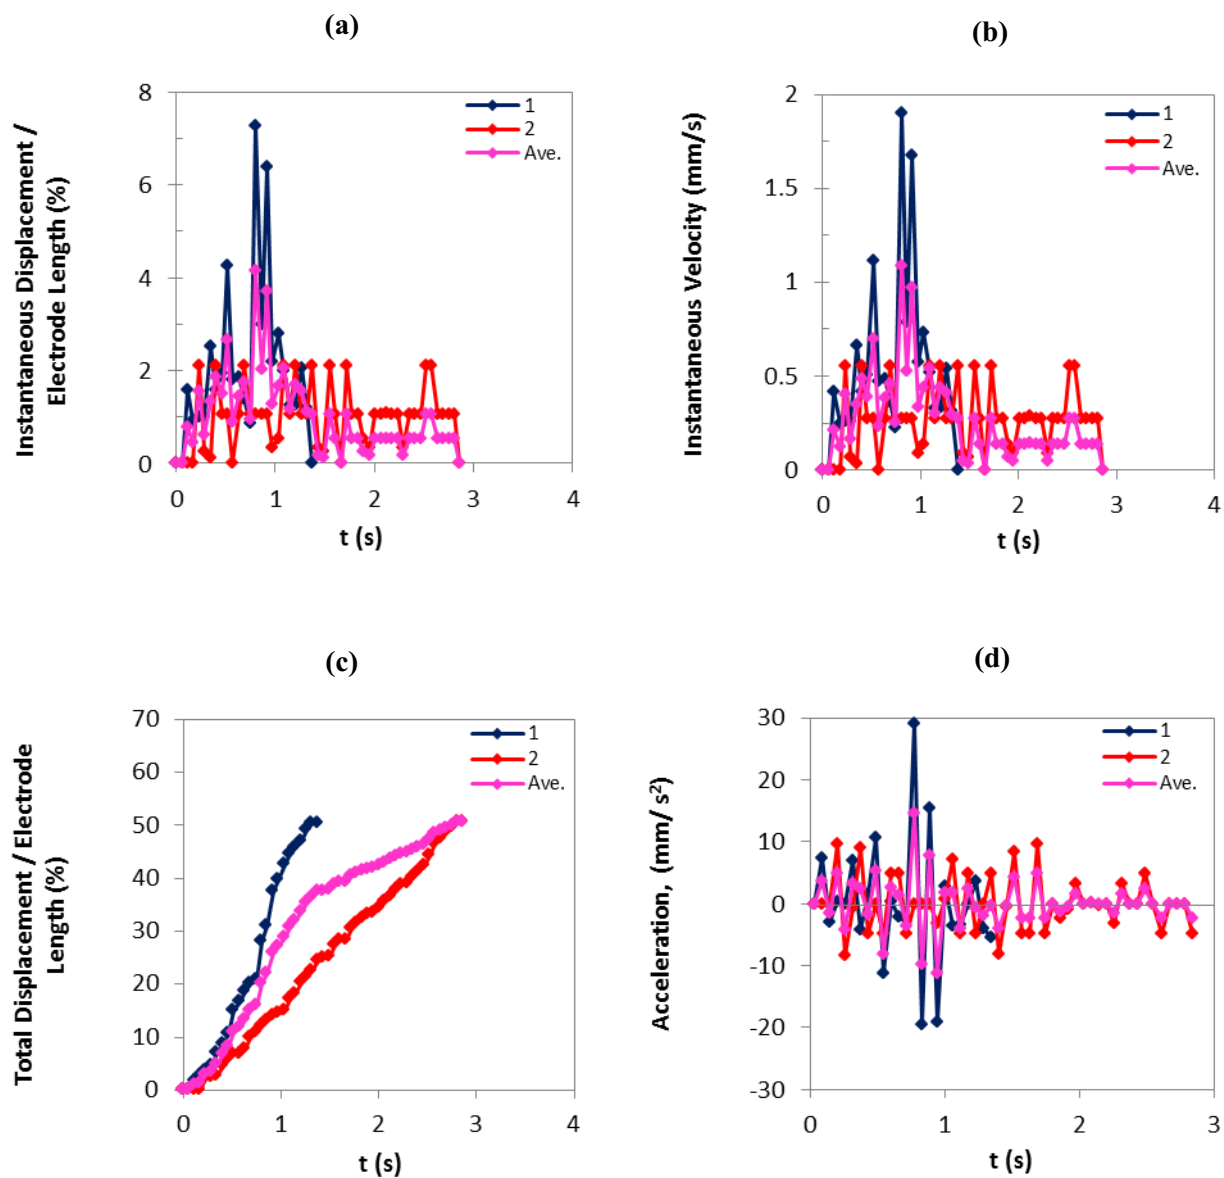 (a)
Instantaneous Displacement /
Electrode Length (%)
8
6
4
2
0
0 1 2 3 4
t (s)
1
2
Ave.
(b)
Instantaneous Velocity (mm/s)
2
1.5
1
0.5
0
0 1 2 3 4
t (s)
1
2
Ave.
(c)
Total Displacement / Electrode
Length (%)
70
60
50
40
30
20
10
0
0 1 2 3 4
t (s)
1
2
Ave.
(d)
Acceleration, (mm/ s²)
30
20
10
0
-10
-20
-30
0 1 2 3
t (s)
1
2
Ave.